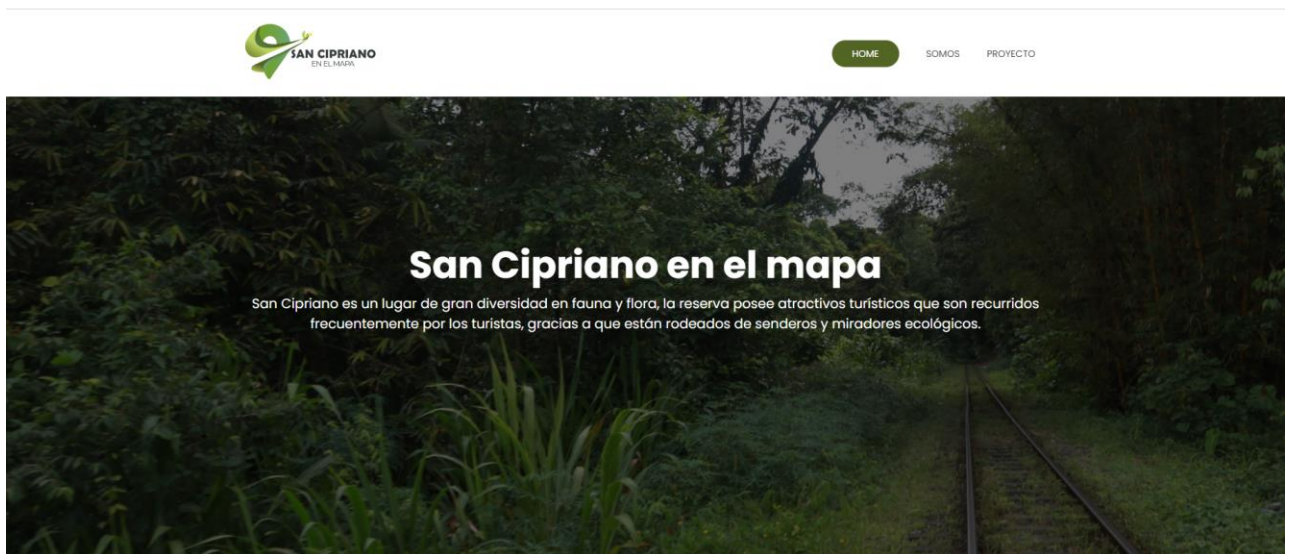 SAN CIPRIANO
EN EL MAPA
HOME
SOMOS
PROYECTO
San Cipriano en el mapa
San Cipriano es un lugar de gran diversidad en fauna y flora, la reserva posee atractivos turísticos que son recurridos
frecuentemente por los turistas, gracias a que están rodeados de senderos y miradores ecológicos.